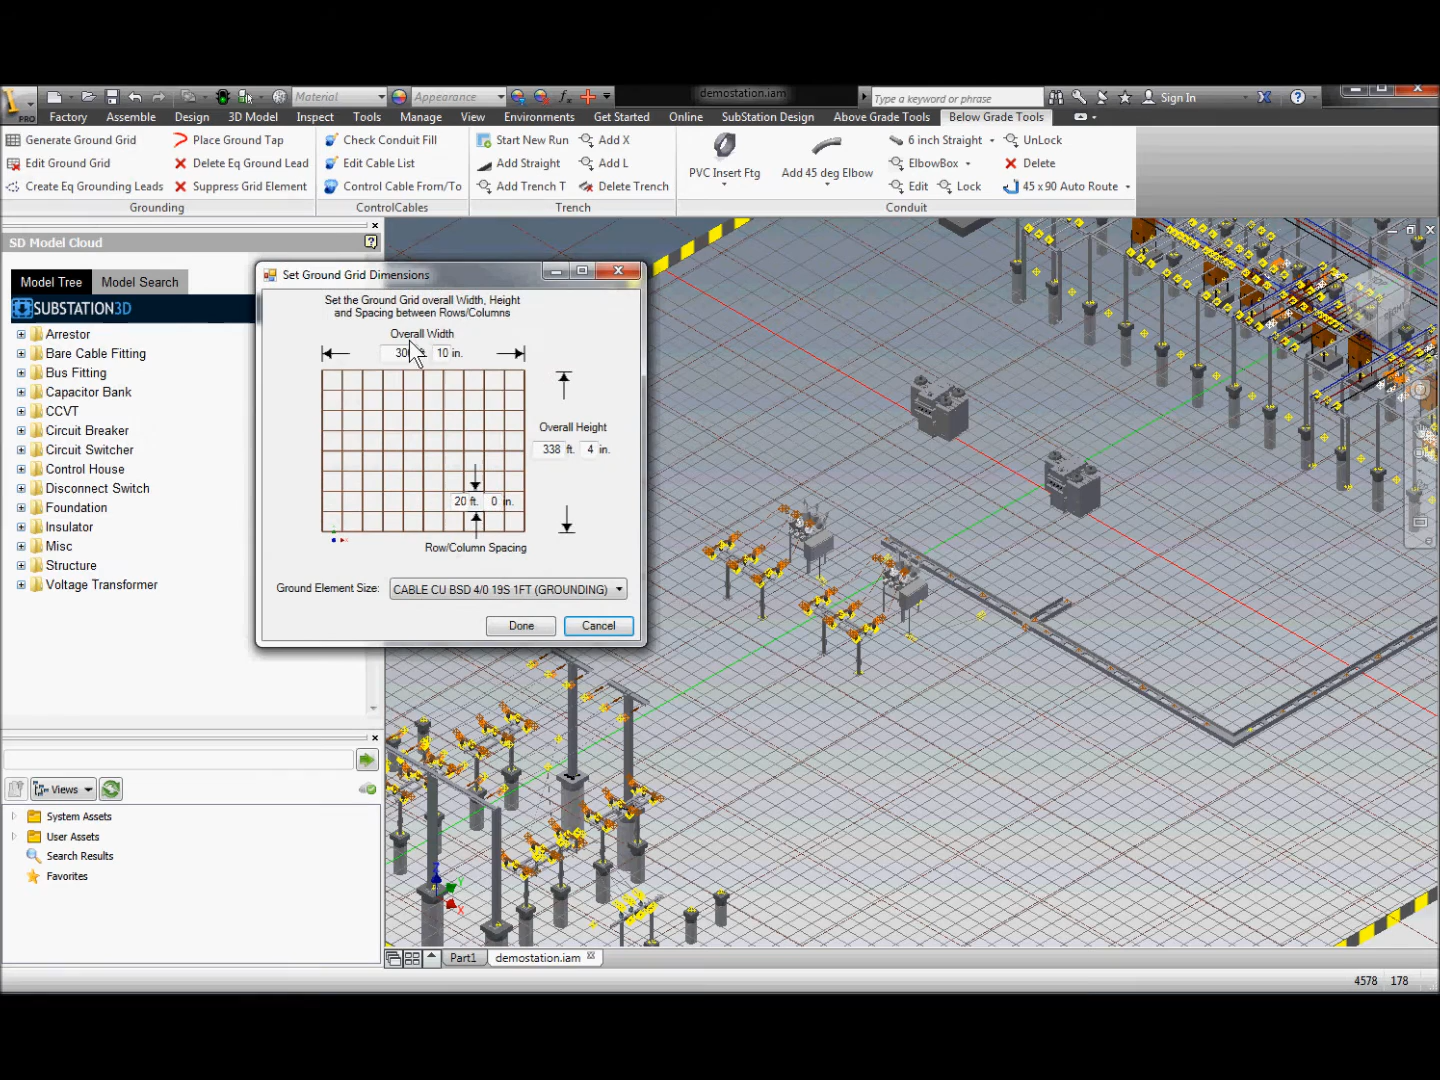 PRO
Material
Appearance
demostation.iam
Type a keyword or phrase
Sign In
Factory Assemble Design 3D Model Inspect Tools Manage View Environments Get Started Online SubStation Design Above Grade Tools Below Grade Tools
Generate Ground Grid
Edit Ground Grid
Create Eq Grounding Leads
Place Ground Tap
Delete Eq Ground Lead
Suppress Grid Element
Grounding
Check Conduit Fill
Edit Cable List
Control Cable From/To
ControlCables
Start New Run
Add Straight
Add Trench T
Add X
Add L
Delete Trench
Trench
PVC Insert Ftg
Add 45 deg Elbow
6 inch Straight
ElbowBox
Edit
Lock
UnLock
Delete
45 x 90 Auto Route
Conduit
SD Model Cloud
Model Tree
Model Search
SUBSTATION3D
Arrestor
Bare Cable Fitting
Bus Fitting
Capacitor Bank
CCVT
Circuit Breaker
Circuit Switcher
Control House
Disconnect Switch
Foundation
Insulator
Misc
Structure
Voltage Transformer
Set Ground Grid Dimensions
Set the Ground Grid overall Width, Height
and Spacing between Rows/Columns
Overall Width
10 in.
Overall Height
338 ft. 4 in.
20 ft. 0 in.
Row/Column Spacing
Ground Element Size: CABLE CU BSD 4/0 19S 1FT (GROUNDING)
Done
Cancel
Views
System Assets
User Assets
Search Results
Favorites
Z
Y
X
Part1
demostation.iam
4578 178